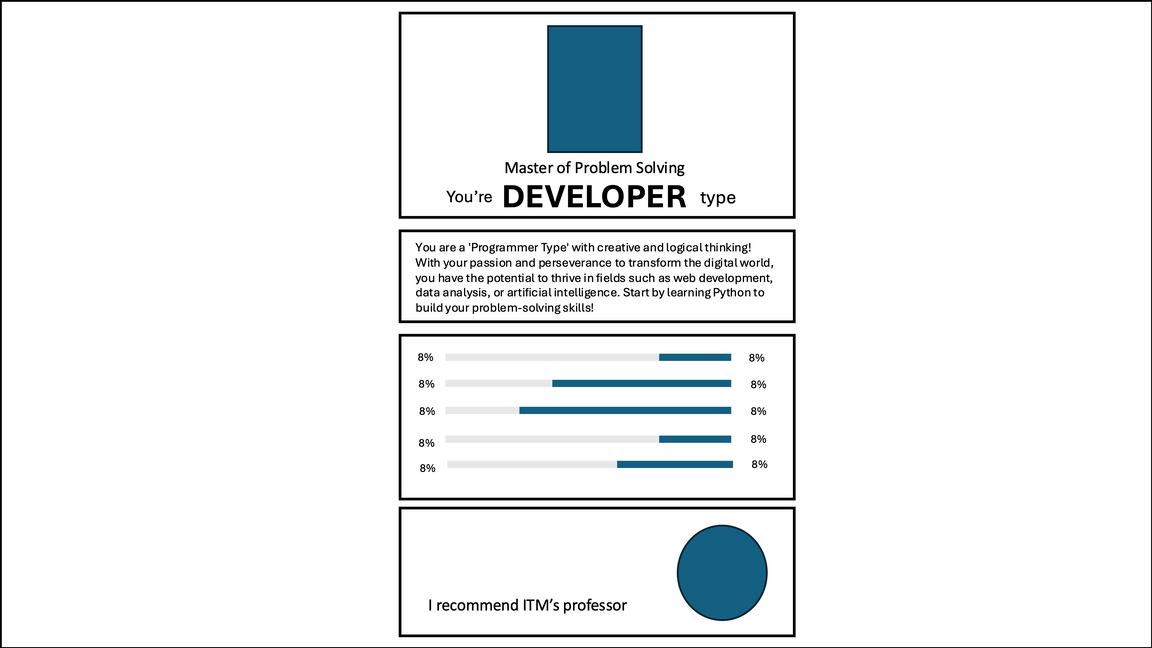 Master of Problem Solving
You're DEVELOPER type
You are a 'Programmer Type' with creative and logical thinking!
With your passion and perseverance to transform the digital world,
you have the potential to thrive in fields such as web development,
data analysis, or artificial intelligence. Start by learning Python to
build your problem-solving skills!
8% 8%
8% 8%
8% 8%
8% 8%
8% 8%
I recommend ITM's professor